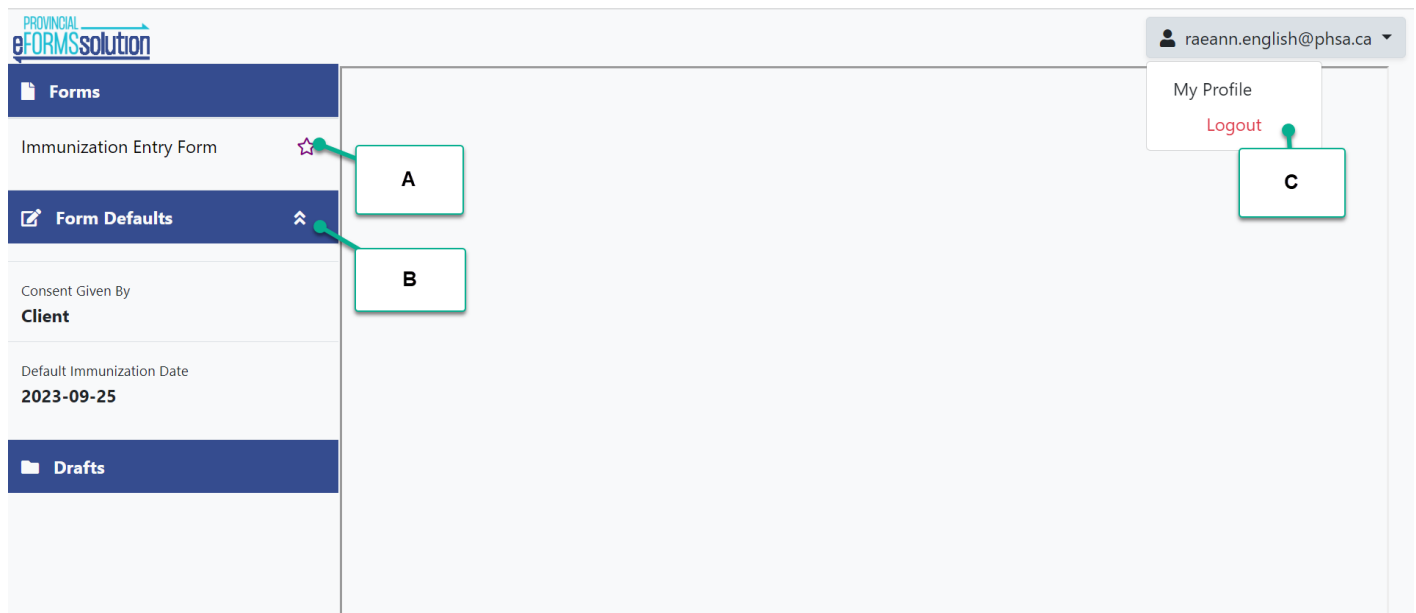 PROVINCIAL
eFORMSsolution
raeann.english@phsa.ca
Forms
My Profile
Logout
Immunization Entry Form
A
C
Form Defaults
B
Consent Given By
Client
Default Immunization Date
2023-09-25
Drafts